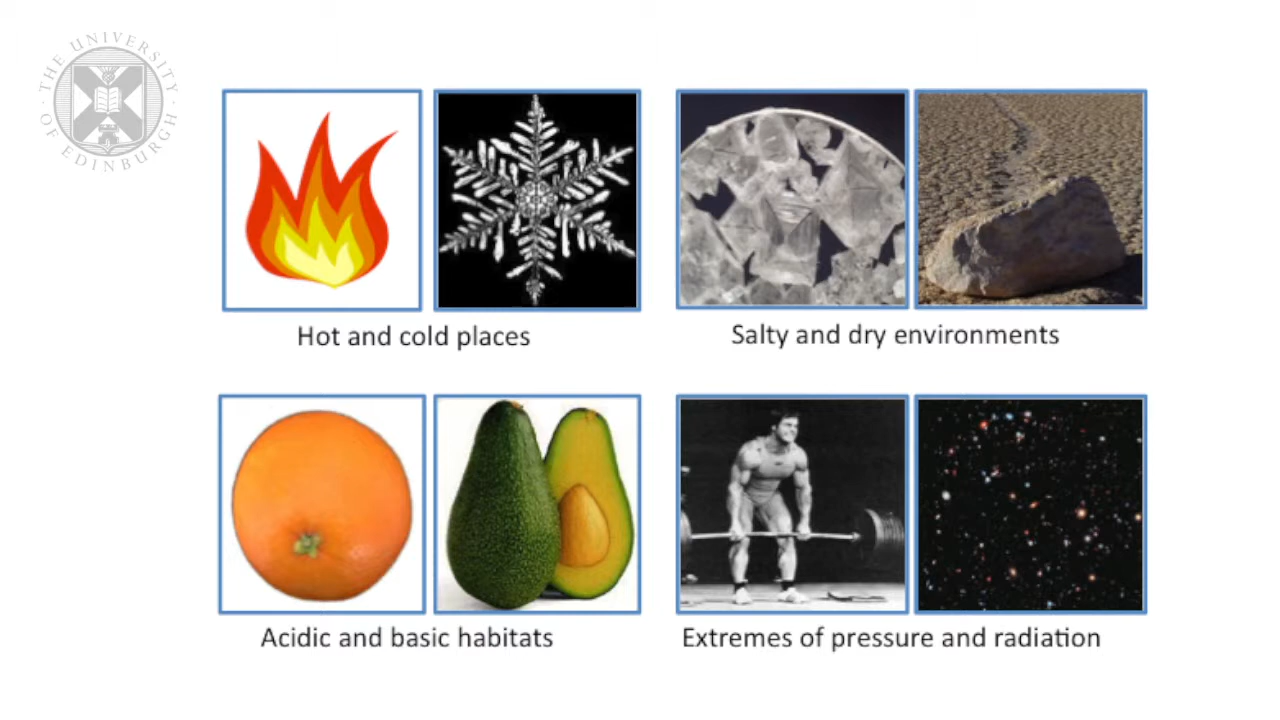 THE UNIVERSITY
OF EDINBURGH
Hot and cold places
Salty and dry environments
Acidic and basic habitats
Extremes of pressure and radiation